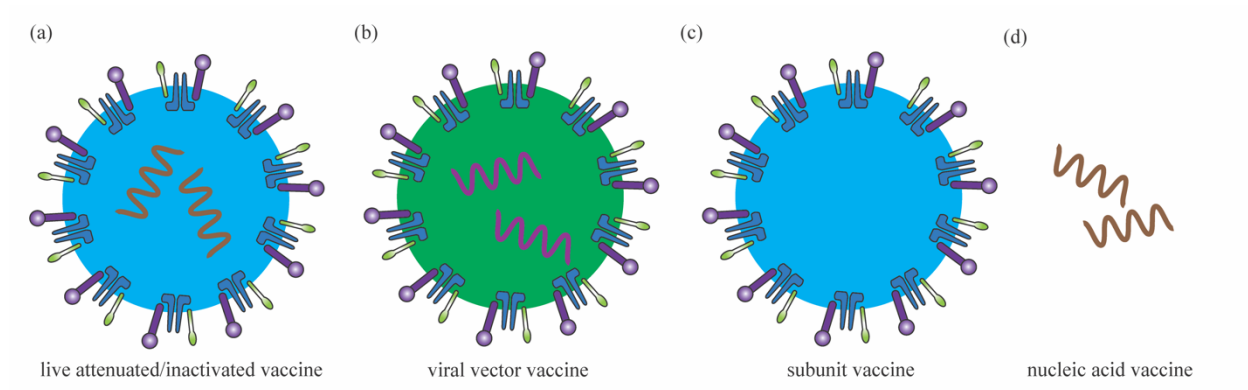 (a)
(b)
(c)
(d)
live attenuated/inactivated vaccine
viral vector vaccine
subunit vaccine
nucleic acid vaccine